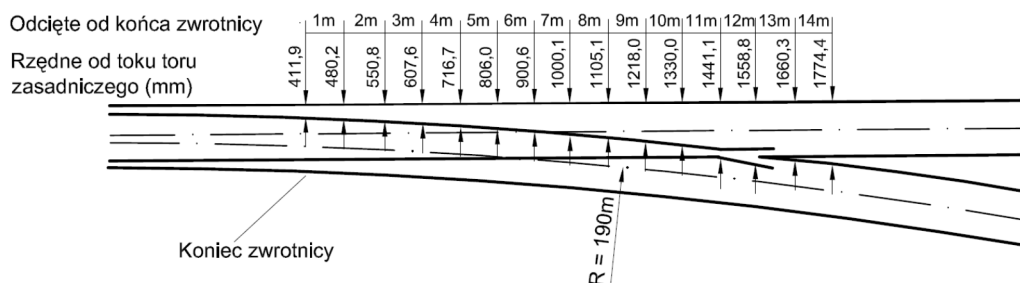 Odcięte od końca zwrotnicy
1m 2m 3m 4m 5m 6m 7m 8m 9m 10m 11m 12m 13m 14m
Rzędne od toku toru
zasadniczego (mm)
411,9 480,2 550,8 607,6 716,7 806,0 900,6 1000,1 1105,1 1218,0 1330,0 1441,1 1558,8 1660,3 1774,4
Koniec zwrotnicy
R = 190m